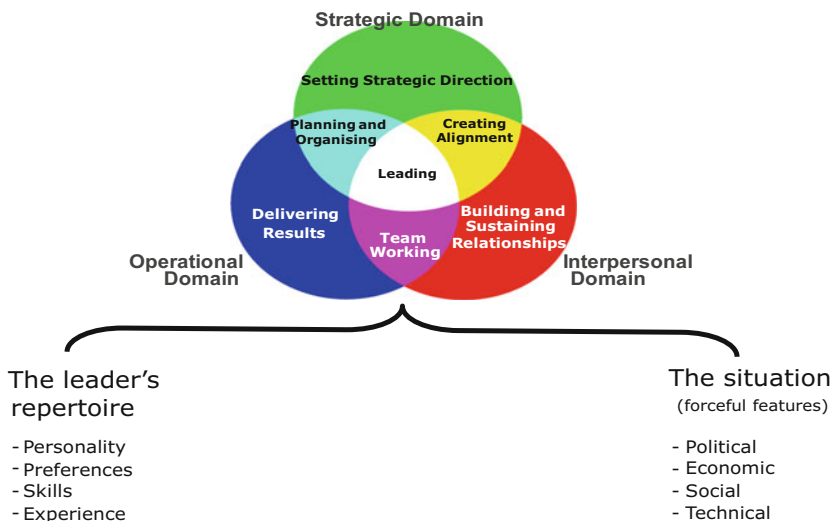 Strategic Domain
Setting Strategic Direction
Planning and
Organising
Creating
Alignment
Leading
Delivering
Results
Team
Working
Building and
Sustaining
Relationships
Operational
Domain
Interpersonal
Domain
The leader's
repertoire
- Personality
- Preferences
- Skills
- Experience
The situation
(forceful features)
- Political
- Economic
- Social
- Technical